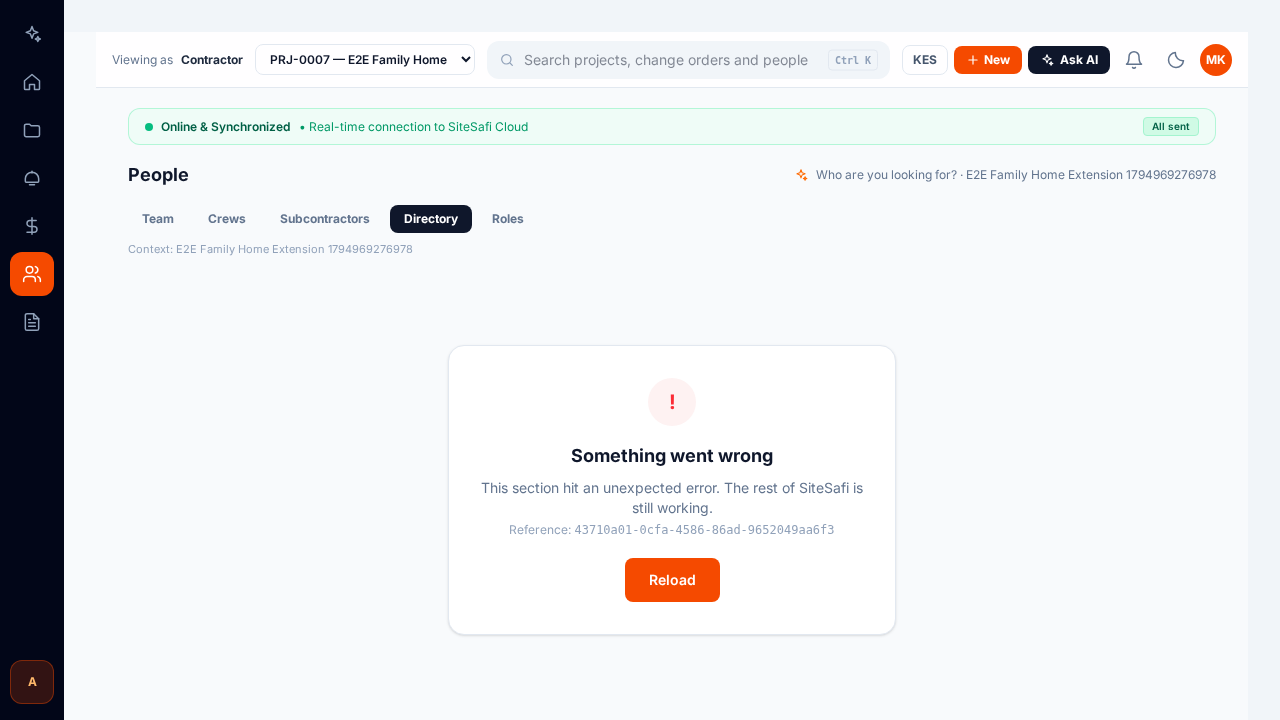 Viewing as Contractor PRJ-0007 — E2E Family Home Search projects, change orders and people Ctrl K KES + New Ask AI MK
Online & Synchronized • Real-time connection to SiteSafi Cloud All sent
People Who are you looking for? · E2E Family Home Extension 1794969276978
Team Crews Subcontractors Directory Roles
Context: E2E Family Home Extension 1794969276978
!
Something went wrong
This section hit an unexpected error. The rest of SiteSafi is
still working.
Reference: 43710a01-0cfa-4586-86ad-9652049aa6f3
Reload
A